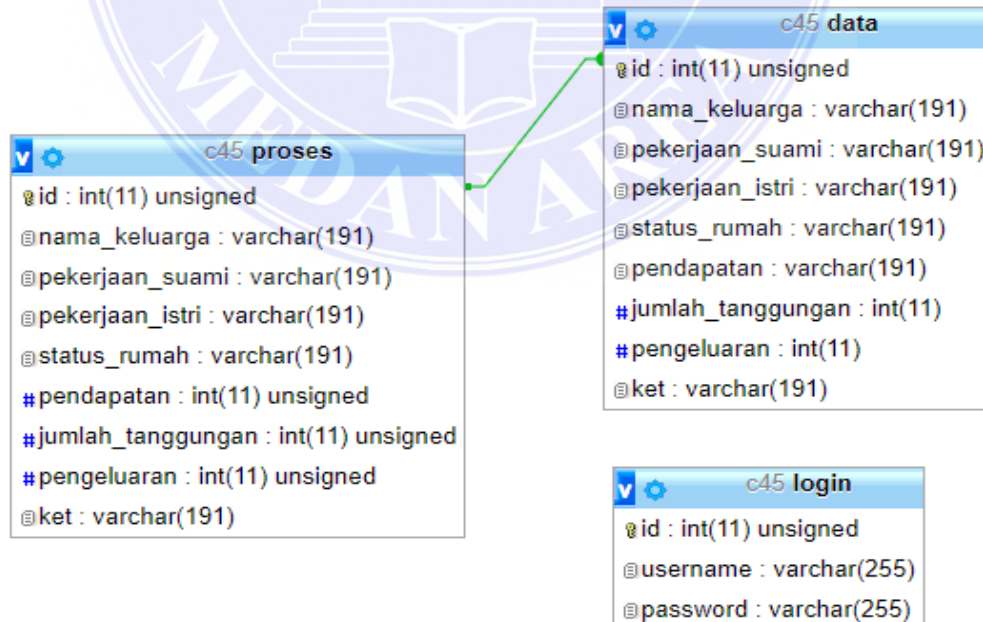 MEDAN AREA
c45 proses
id : int(11) unsigned
nama_keluarga : varchar(191)
pekerjaan_suami : varchar(191)
pekerjaan_istri : varchar(191)
status_rumah : varchar(191)
pendapatan : int(11) unsigned
jumlah_tanggungan : int(11) unsigned
pengeluaran : int(11) unsigned
ket : varchar(191)
c45 data
id : int(11) unsigned
nama_keluarga : varchar(191)
pekerjaan_suami : varchar(191)
pekerjaan_istri : varchar(191)
status_rumah : varchar(191)
pendapatan : varchar(191)
jumlah_tanggungan : int(11)
pengeluaran : int(11)
ket : varchar(191)
c45 login
id : int(11) unsigned
username : varchar(255)
password : varchar(255)